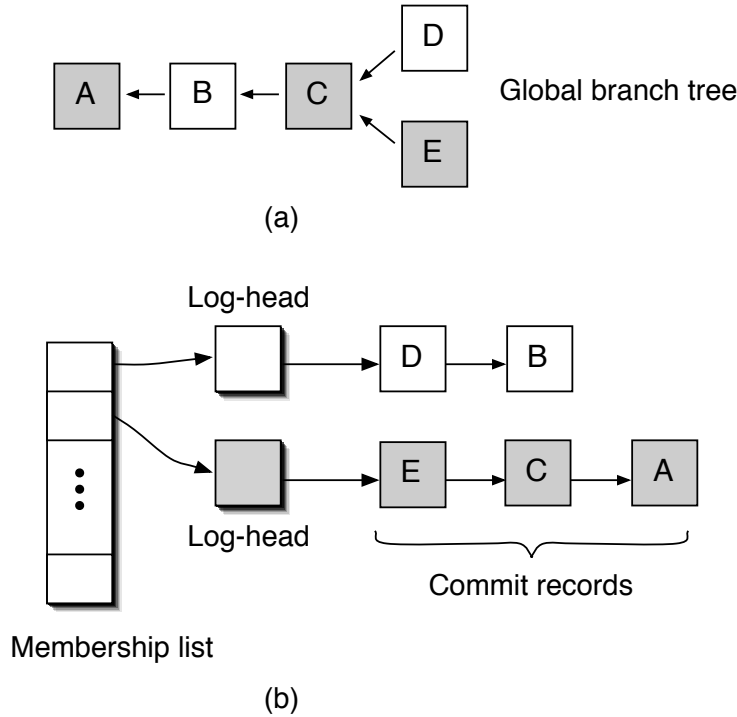 D
A
B
C
Global branch tree
E
(a)
Log-head
D
B
E
C
A
Log-head
Commit records
Membership list
(b)